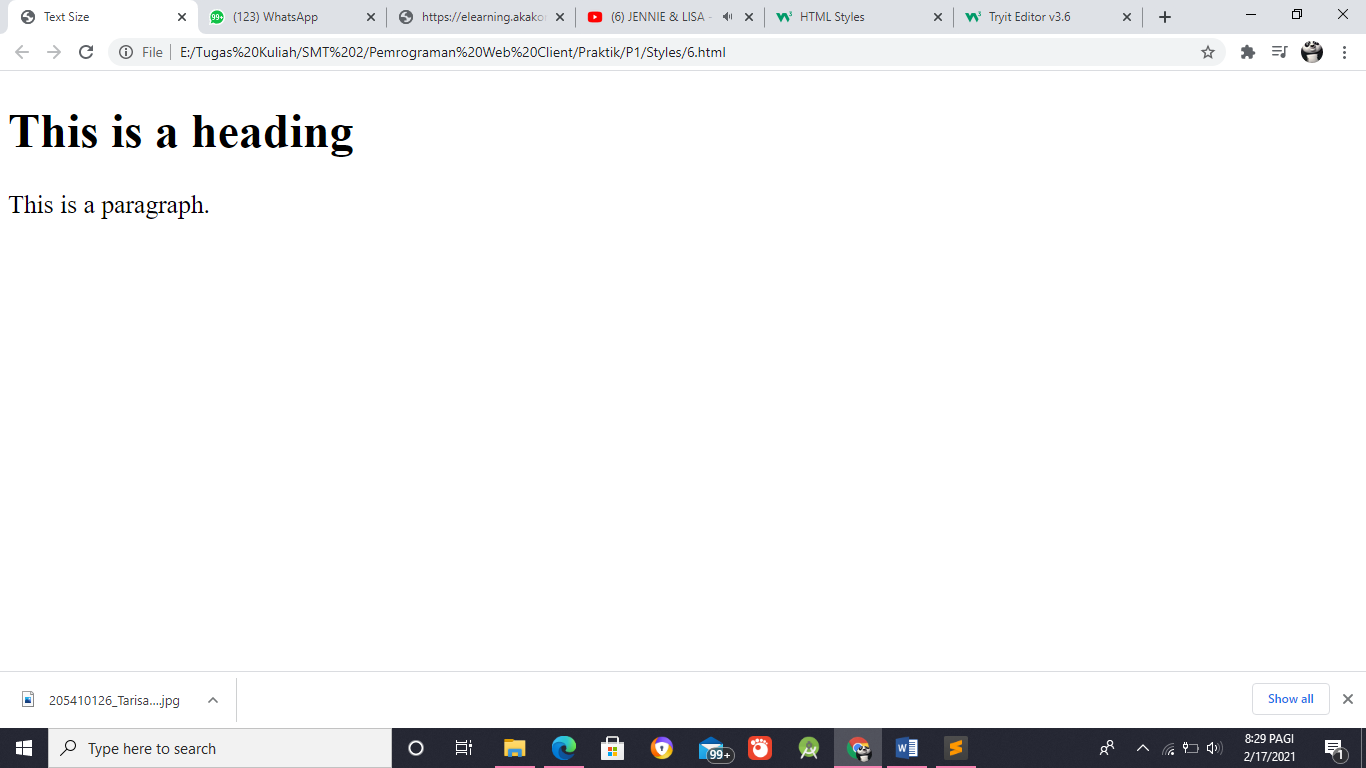 Text Size
(123) WhatsApp
https://elearning.akako
(6) JENNIE & LISA -
HTML Styles
Tryit Editor v3.6
File
E:/Tugas%20Kuliah/SMT%202/Pemrograman%20Web%20Client/Praktik/P1/Styles/6.html
This is a heading
This is a paragraph.
205410126_Tarisa....jpg
Show all
Type here to search
99+
8:29 PAGI
2/17/2021
1